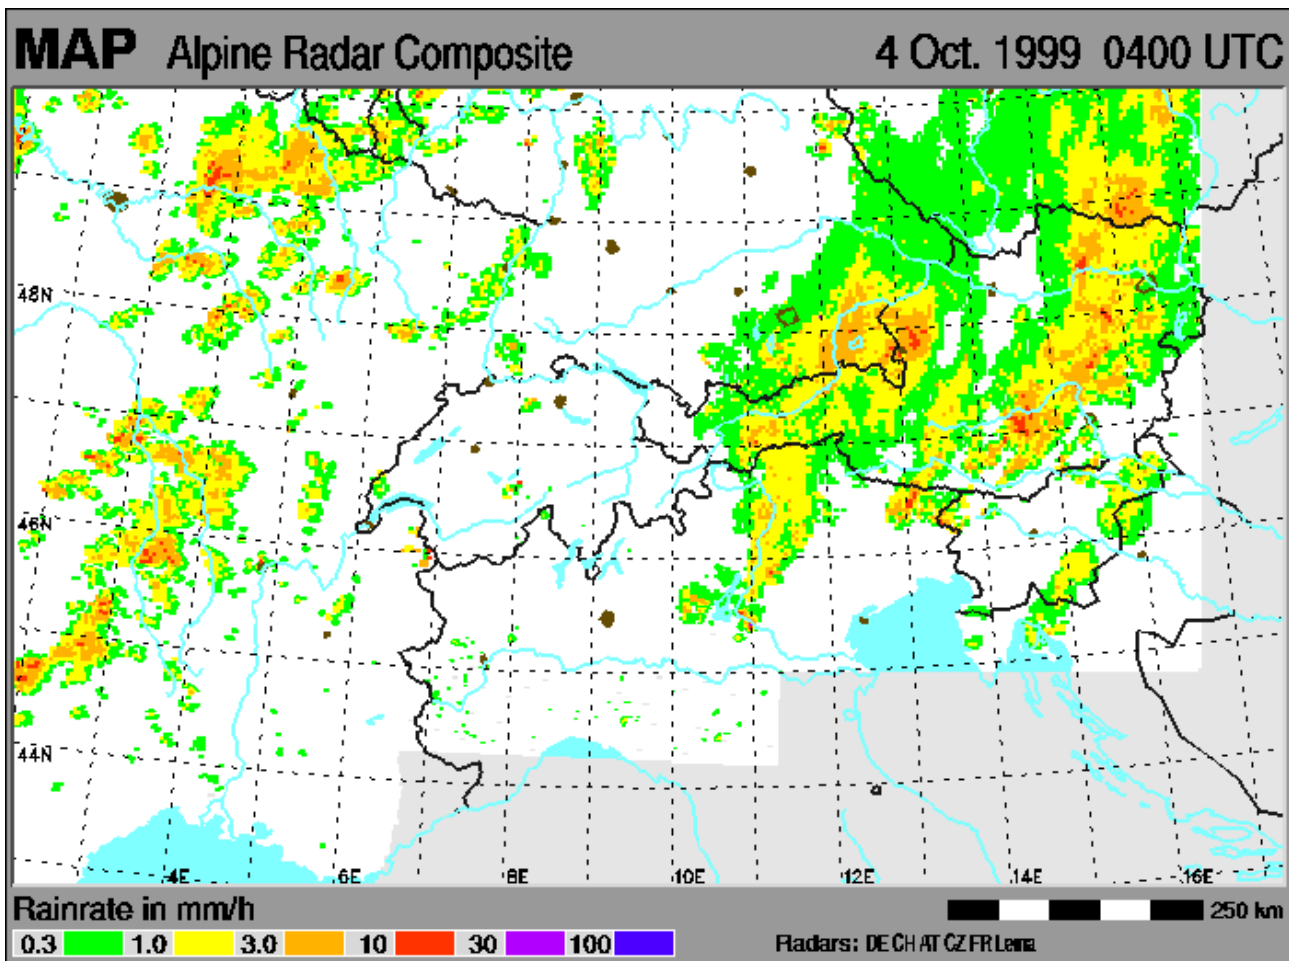 MAP Alpine Radar Composite 4 Oct. 1999 0400 UTC
48N
46N
44N
4E 6E 8E 10E 12E 14E 16E
Rainrate in mm/h
250 km
0.3 1.0 3.0 10 30 100
Radars: DE CH AT CZ FR Lema